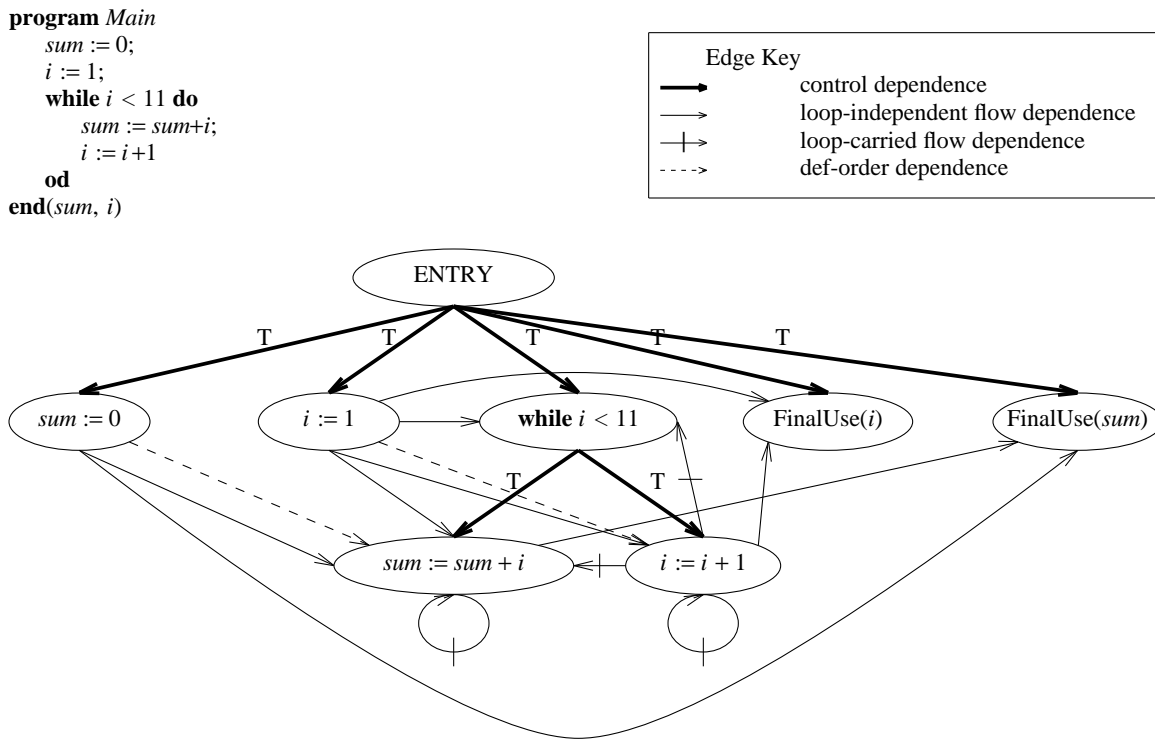 program Main
sum := 0;
i := 1;
while i < 11 do
sum := sum+i;
i := i+1
od
end(sum, i)
Edge Key
control dependence
loop-independent flow dependence
loop-carried flow dependence
def-order dependence
ENTRY
T T T T T
sum := 0
i := 1
while i < 11
FinalUse(i)
FinalUse(sum)
T T
sum := sum + i
i := i + 1